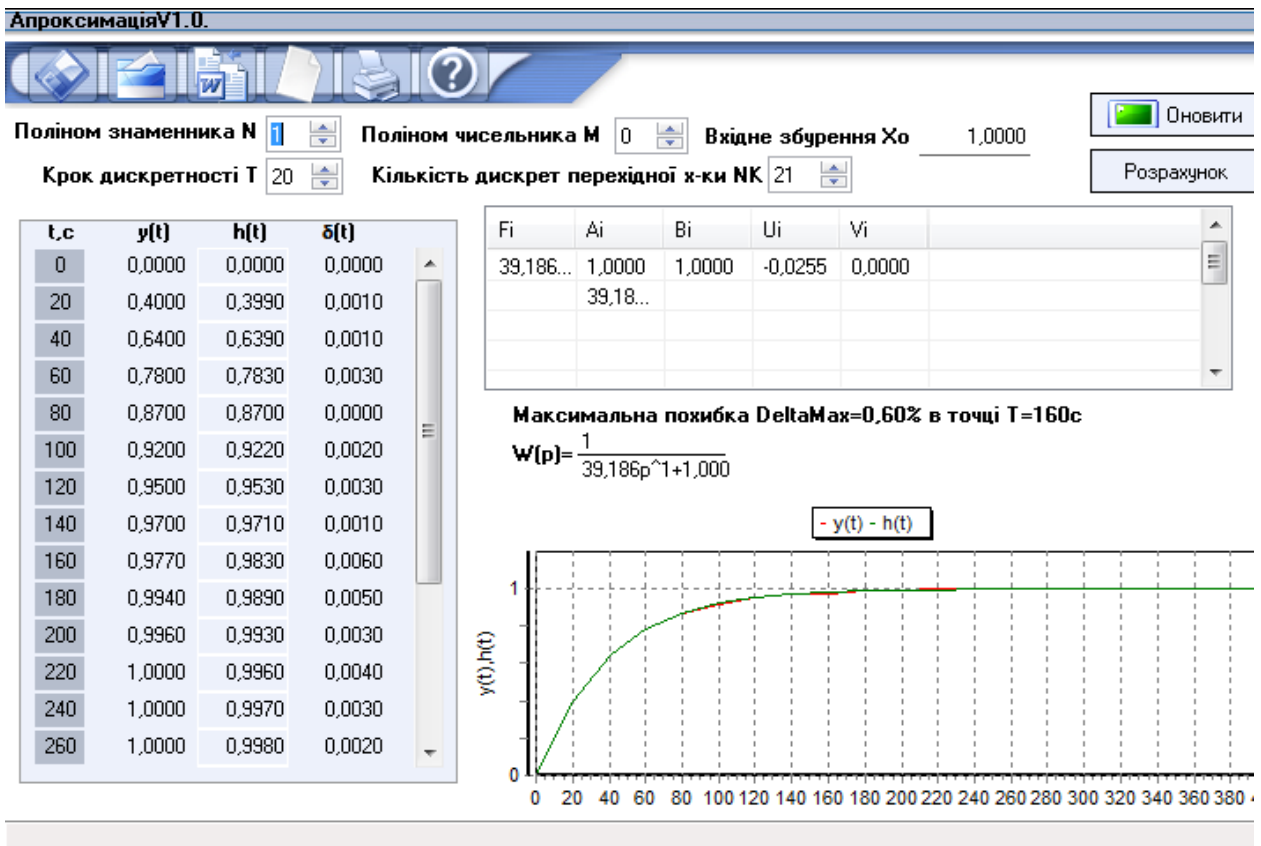 АпроксимаціяV1.0.
Поліном знаменника N 1 Поліном чисельника M 0 Вхідне збурення Хо 1,0000 Оновити
Крок дискретності Т 20 Кількість дискрет перехідної х-ки NK 21 Розрахунок
t,c y(t) h(t) δ(t)
0 0,0000 0,0000 0,0000
20 0,4000 0,3990 0,0010
40 0,6400 0,6390 0,0010
60 0,7800 0,7830 0,0030
80 0,8700 0,8700 0,0000
100 0,9200 0,9220 0,0020
120 0,9500 0,9530 0,0030
140 0,9700 0,9710 0,0010
160 0,9770 0,9830 0,0060
180 0,9940 0,9890 0,0050
200 0,9960 0,9930 0,0030
220 1,0000 0,9960 0,0040
240 1,0000 0,9970 0,0030
260 1,0000 0,9980 0,0020
Fi Ai Bi Ui Vi
39,186... 1,0000 1,0000 -0,0255 0,0000
39,18...
Максимальна похибка DeltaMax=0,60% в точці T=160c
W(p)= 1
39,186p^1+1,000
- y(t) - h(t)
y(t),h(t)
1
0
0 20 40 60 80 100 120 140 160 180 200 220 240 260 280 300 320 340 360 380